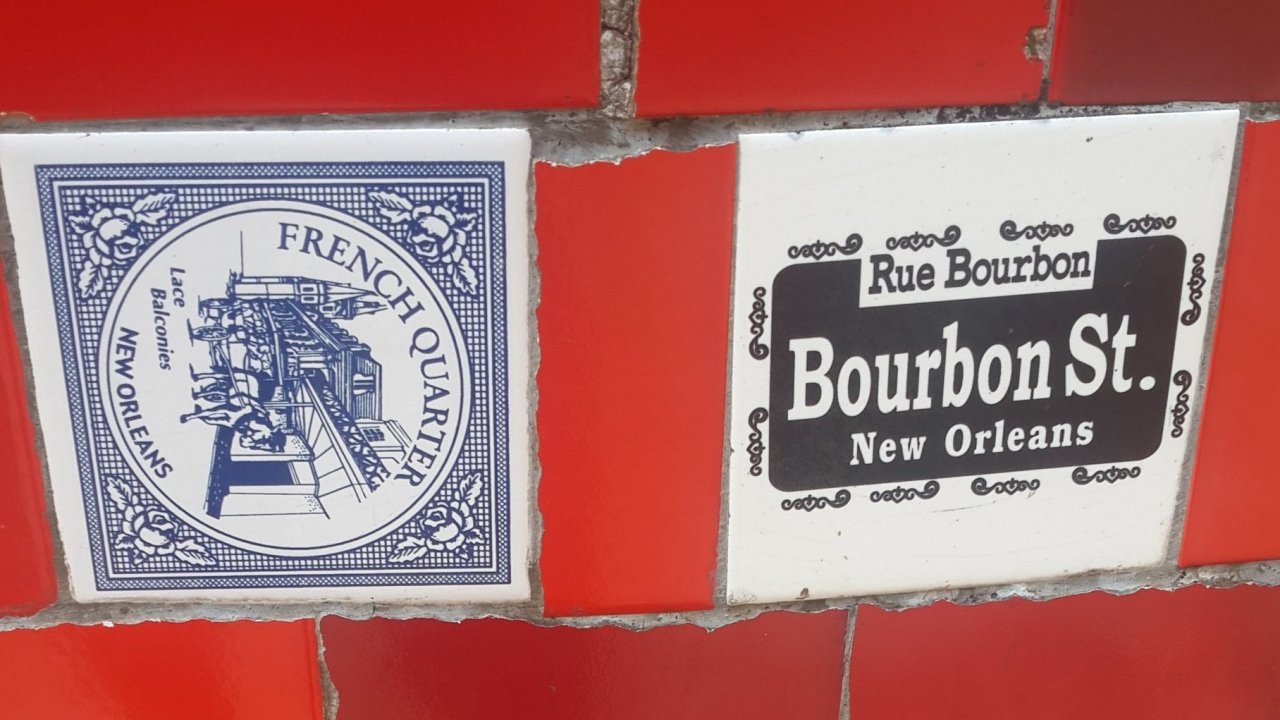 FRENCH QUARTER
Lace
Balconies
NEW ORLEANS
Rue Bourbon
Bourbon St.
New Orleans